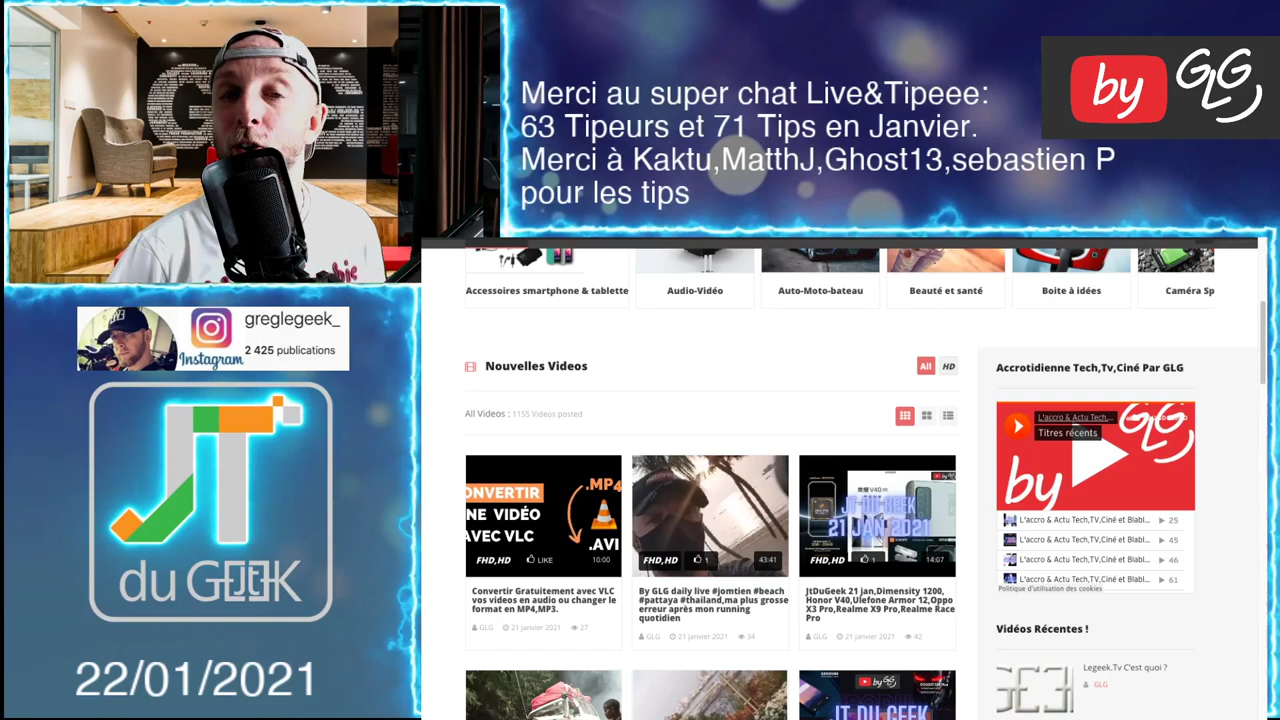 Merci au super chat Live&Tipeee:
63 Tipeurs et 71 Tips en Janvier.
Merci à Kaktu,MatthJ,Ghost13,sebastien P
pour les tips
by GLG
greglegeek_
Instagram
2 425 publications
JT
du GEEK
22/01/2021
Accessoires smartphone & tablette
Audio-Vidéo
Auto-Moto-bateau
Beauté et santé
Boite à idées
Caméra Sp
Nouvelles Videos
All
HD
All Videos : 1155 Videos posted
ONVERTIR
NE VIDÉO
AVEC VLC
.MP4
.AVI
FHD,HD
LIKE
10:00
Convertir Gratuitement avec VLC
vos videos en audio ou changer le
format en MP4,MP3.
GLG 21 janvier 2021 27
FHD,HD
1
43:41
By GLG daily live #jomtien #beach
#pattaya #thailand,ma plus grosse
erreur après mon running
quotidien
GLG 21 janvier 2021 34
JT DU GEEK
21 JAN 2021
FHD,HD
1
14:07
JtDuGeek 21 jan,Dimensity 1200,
Honor V40,Ulefone Armor 12,Oppo
X3 Pro,Realme X9 Pro,Realme Race
Pro
GLG 21 janvier 2021 42
by GLG
JT DU GEEK
Accrotidienne Tech,Tv,Ciné Par GLG
L'accro & Actu Tech...
Titres récents
by GLG
L'accro & Actu Tech,TV,Ciné et Blabl... 25
L'accro & Actu Tech,TV,Ciné et Blabl... 45
L'accro & Actu Tech,TV,Ciné et Blabl... 46
L'accro & Actu Tech,TV,Ciné et Blabl... 61
Politique d'utilisation des cookies
Vidéos Récentes !
Legeek.Tv C'est quoi ?
GLG